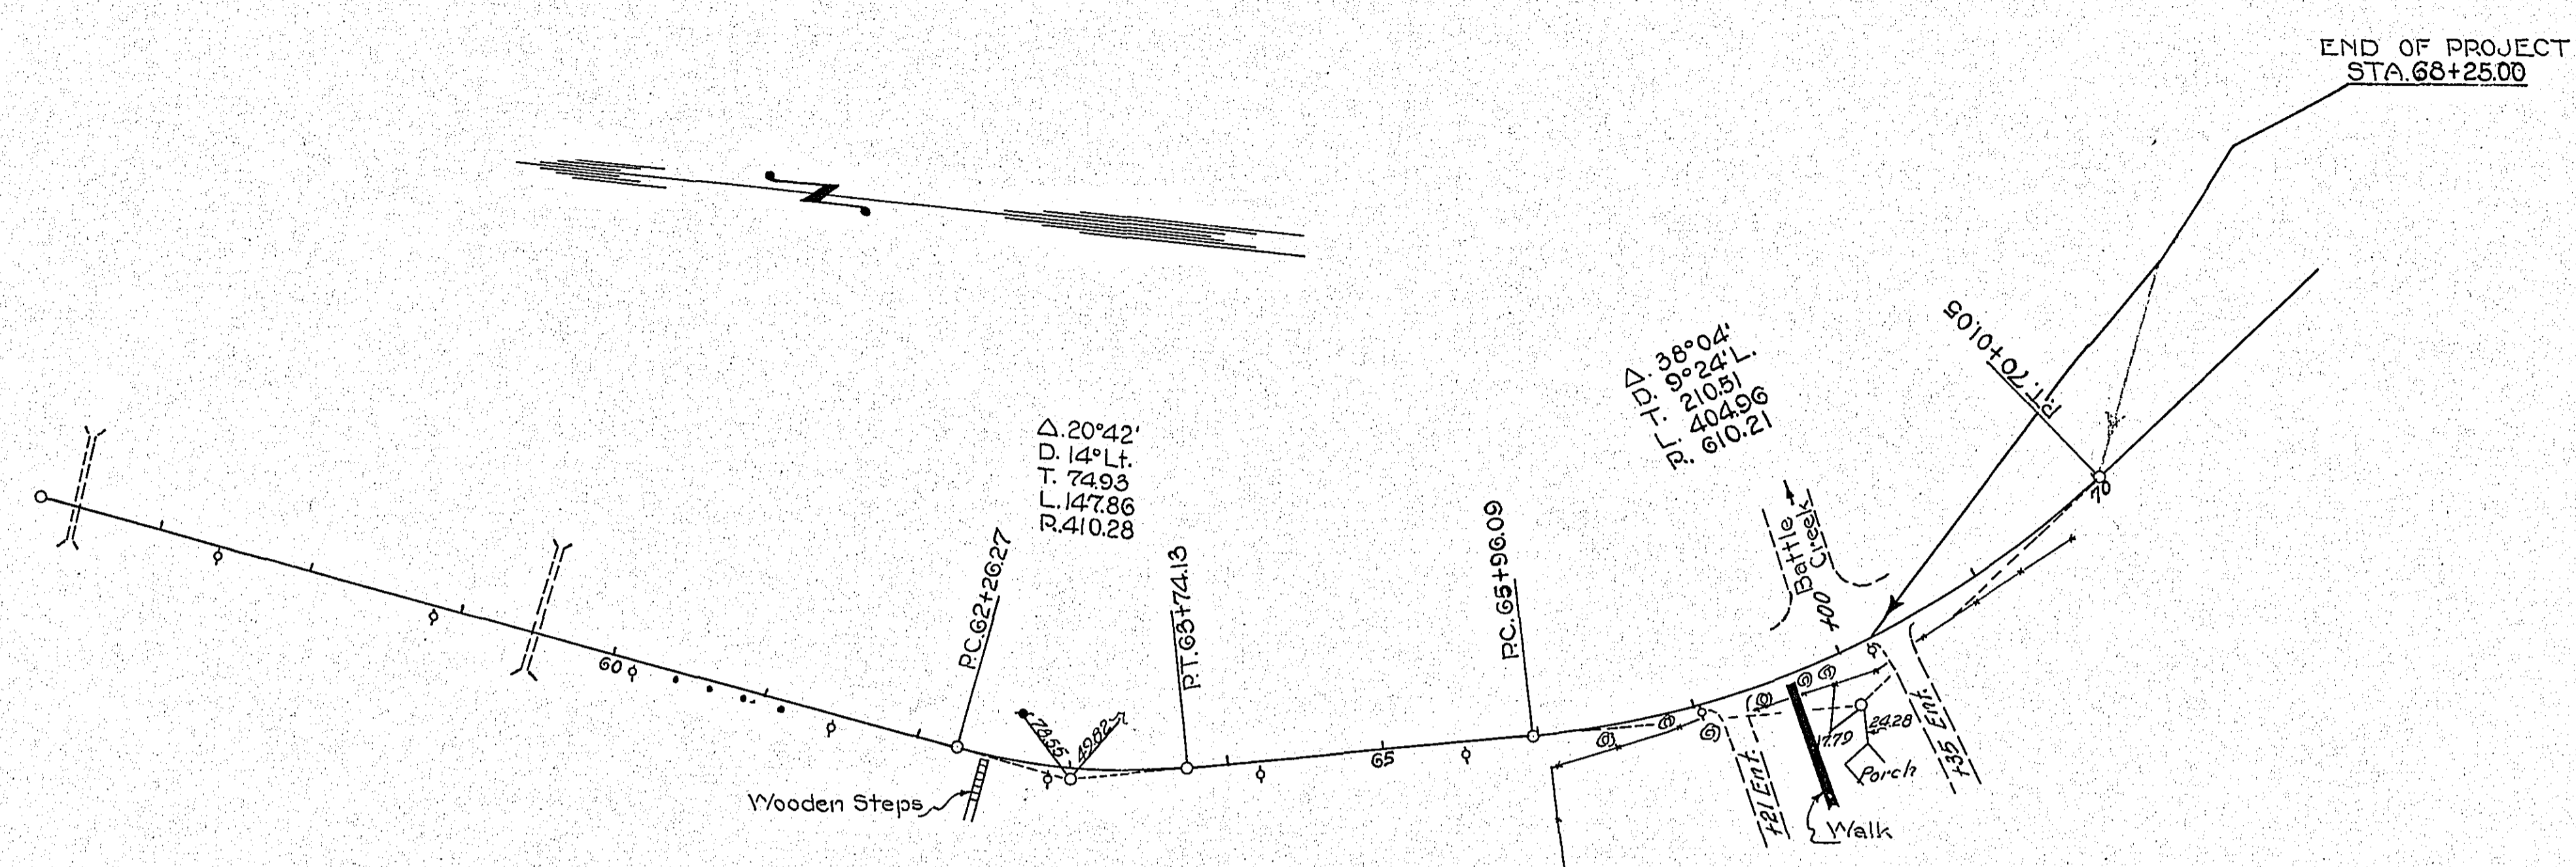 END OF PROJECT
STA. 68+25.00
N
P.T. 70+01.05
Δ. 38°04'
D. 9°24' L.
T. 210.51
L. 404.96
R. 610.21
Δ. 20°42'
D. 14° Lt.
T. 74.93
L. 147.86
R. 410.28
P.C. 62+26.27
P.T. 63+74.13
P.C. 65+96.09
Battle
Creek
+00
70
60
65
78.55
49.82
Wooden Steps
17.79
24.28
Porch
+21 Ent.
+35 Ent.
Walk